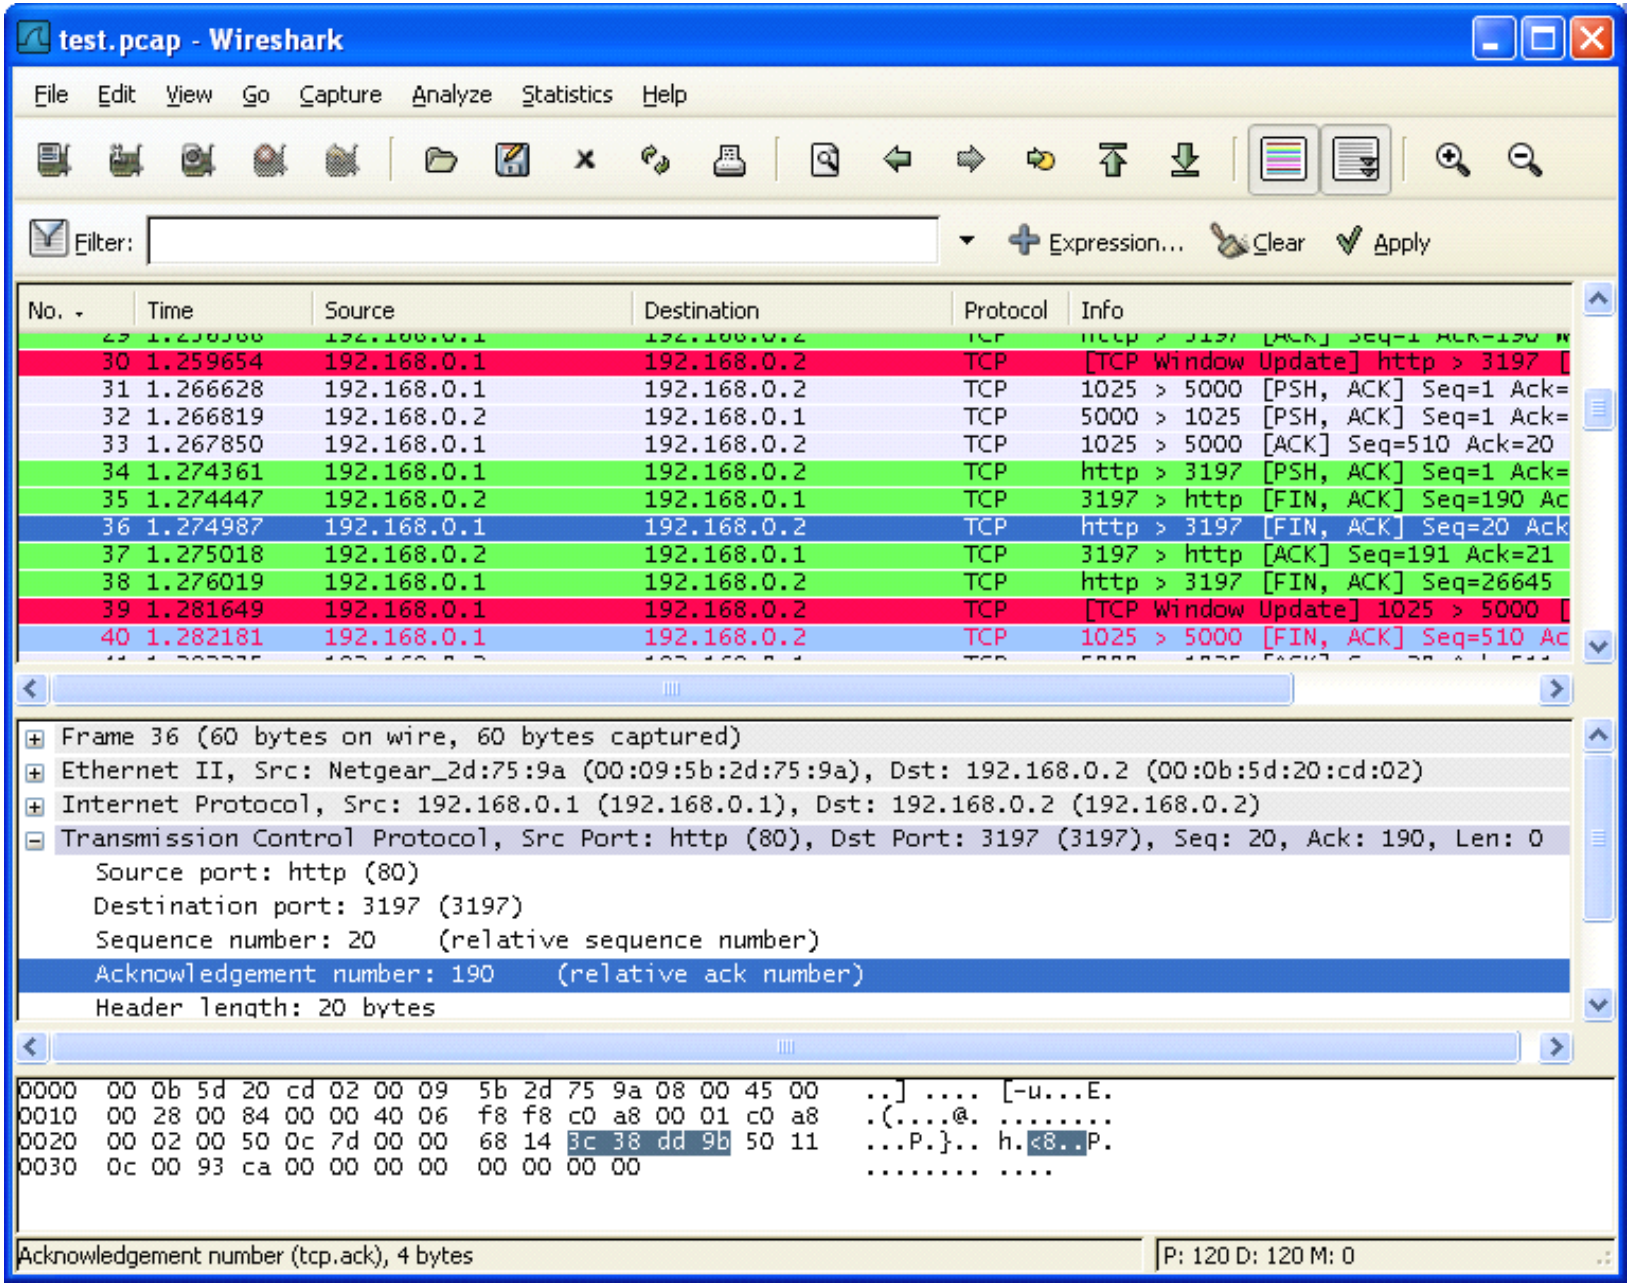 test.pcap - Wireshark
File Edit View Go Capture Analyze Statistics Help
Filter: Expression... Clear Apply
No. Time Source Destination Protocol Info
29 1.256566 192.168.0.1 192.168.0.2 TCP http > 3197 [ACK] Seq=1 Ack=190 W
30 1.259654 192.168.0.1 192.168.0.2 TCP [TCP Window Update] http > 3197 [
31 1.266628 192.168.0.1 192.168.0.2 TCP 1025 > 5000 [PSH, ACK] Seq=1 Ack=
32 1.266819 192.168.0.2 192.168.0.1 TCP 5000 > 1025 [PSH, ACK] Seq=1 Ack=
33 1.267850 192.168.0.1 192.168.0.2 TCP 1025 > 5000 [ACK] Seq=510 Ack=20
34 1.274361 192.168.0.1 192.168.0.2 TCP http > 3197 [PSH, ACK] Seq=1 Ack=
35 1.274447 192.168.0.2 192.168.0.1 TCP 3197 > http [FIN, ACK] Seq=190 Ac
36 1.274987 192.168.0.1 192.168.0.2 TCP http > 3197 [FIN, ACK] Seq=20 Ack
37 1.275018 192.168.0.2 192.168.0.1 TCP 3197 > http [ACK] Seq=191 Ack=21
38 1.276019 192.168.0.1 192.168.0.2 TCP http > 3197 [FIN, ACK] Seq=26645
39 1.281649 192.168.0.1 192.168.0.2 TCP [TCP Window Update] 1025 > 5000 [
40 1.282181 192.168.0.1 192.168.0.2 TCP 1025 > 5000 [FIN, ACK] Seq=510 Ac
Frame 36 (60 bytes on wire, 60 bytes captured)
Ethernet II, Src: Netgear_2d:75:9a (00:09:5b:2d:75:9a), Dst: 192.168.0.2 (00:0b:5d:20:cd:02)
Internet Protocol, Src: 192.168.0.1 (192.168.0.1), Dst: 192.168.0.2 (192.168.0.2)
Transmission Control Protocol, Src Port: http (80), Dst Port: 3197 (3197), Seq: 20, Ack: 190, Len: 0
Source port: http (80)
Destination port: 3197 (3197)
Sequence number: 20 (relative sequence number)
Acknowledgement number: 190 (relative ack number)
Header length: 20 bytes
0000 00 0b 5d 20 cd 02 00 09 5b 2d 75 9a 08 00 45 00 ..] .... [-u...E.
0010 00 28 00 84 00 00 40 06 f8 f8 c0 a8 00 01 c0 a8 .(....@. ........
0020 00 02 00 50 0c 7d 00 00 68 14 3c 38 dd 9b 50 11 ...P.}.. h.<8..P.
0030 0c 00 93 ca 00 00 00 00 00 00 00 00 ........ ....
Acknowledgement number (tcp.ack), 4 bytes P: 120 D: 120 M: 0